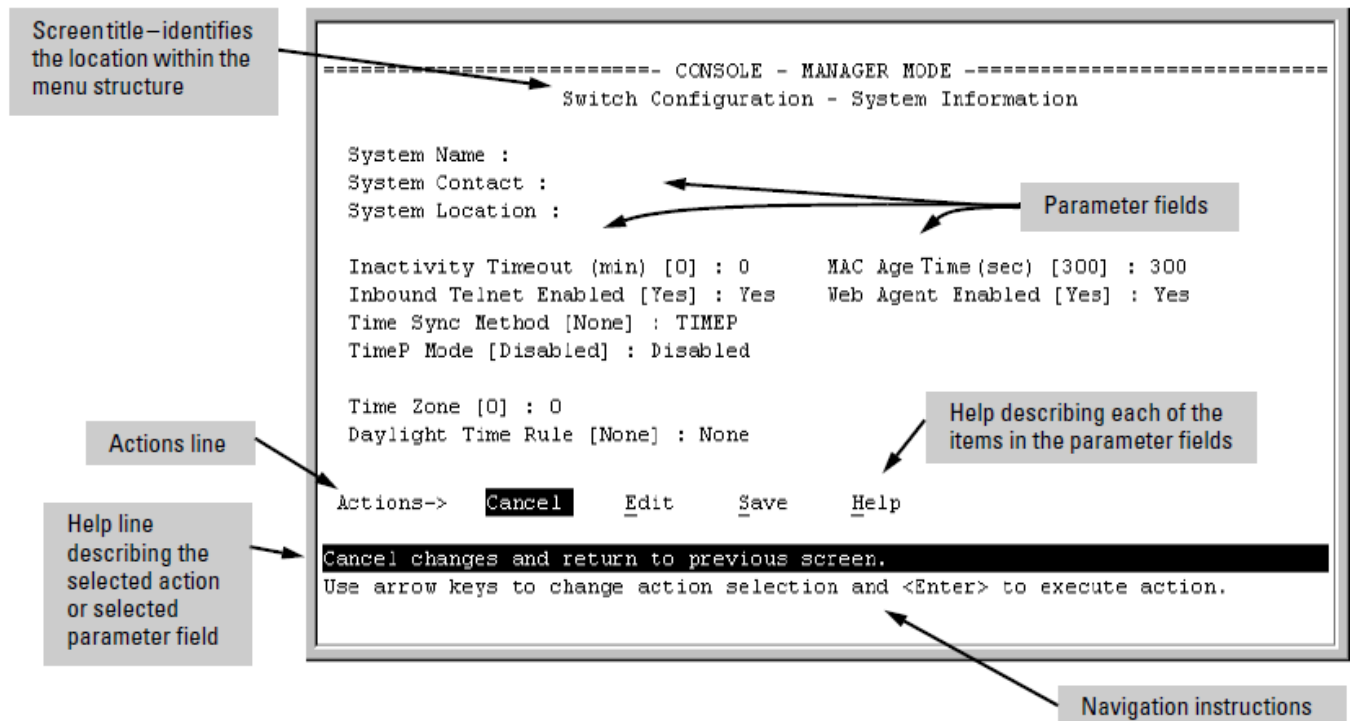 Screen title – identifies
the location within the
menu structure
===========================- CONSOLE - MANAGER MODE -============================
Switch Configuration - System Information
System Name :
System Contact :
System Location :
Parameter fields
Inactivity Timeout (min) [0] : 0 MAC Age Time (sec) [300] : 300
Inbound Telnet Enabled [Yes] : Yes Web Agent Enabled [Yes] : Yes
Time Sync Method [None] : TIMEP
TimeP Mode [Disabled] : Disabled
Time Zone [0] : 0
Daylight Time Rule [None] : None
Help describing each of the
items in the parameter fields
Actions line
Actions-> Cancel Edit Save Help
Help line
describing the
selected action
or selected
parameter field
Cancel changes and return to previous screen.
Use arrow keys to change action selection and <Enter> to execute action.
Navigation instructions